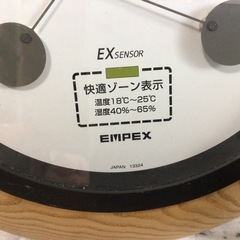 EX SENSOR
快適ゾーン表示
温度18℃～25℃
湿度40%～65%
EMPEX
JAPAN 13324